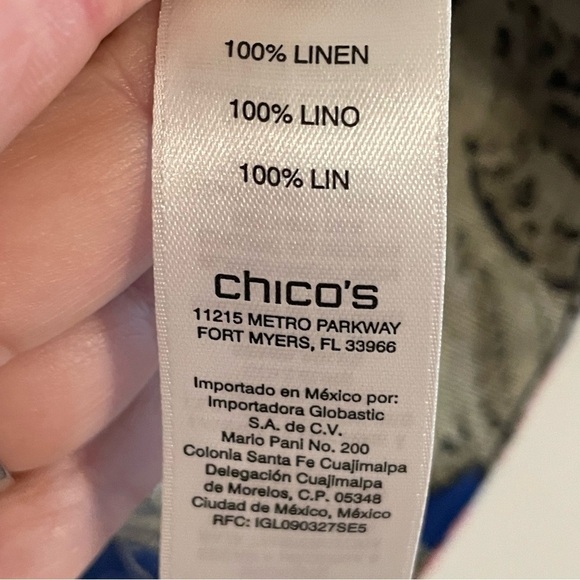 100% LINEN
100% LINO
100% LIN
chico's
11215 METRO PARKWAY
FORT MYERS, FL 33966
Importado en México por:
Importadora Globastic
S.A. de C.V.
Mario Pani No. 200
Colonia Santa Fe Cuajimalpa
Delegación Cuajimalpa
de Morelos, C.P. 05348
Ciudad de México, México
RFC: IGL090327SE5